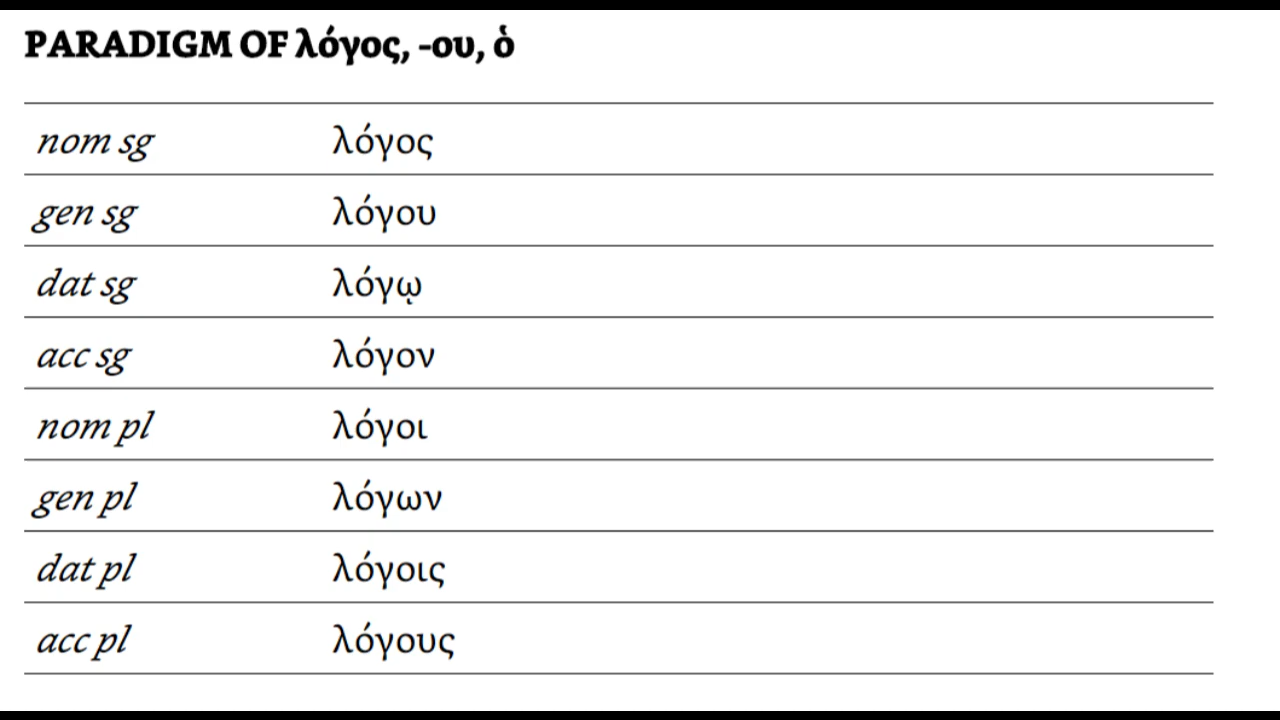 PARADIGM OF λόγος, -ου, ὁ
nom sg λόγος
gen sg λόγου
dat sg λόγῳ
acc sg λόγον
nom pl λόγοι
gen pl λόγων
dat pl λόγοις
acc pl λόγους